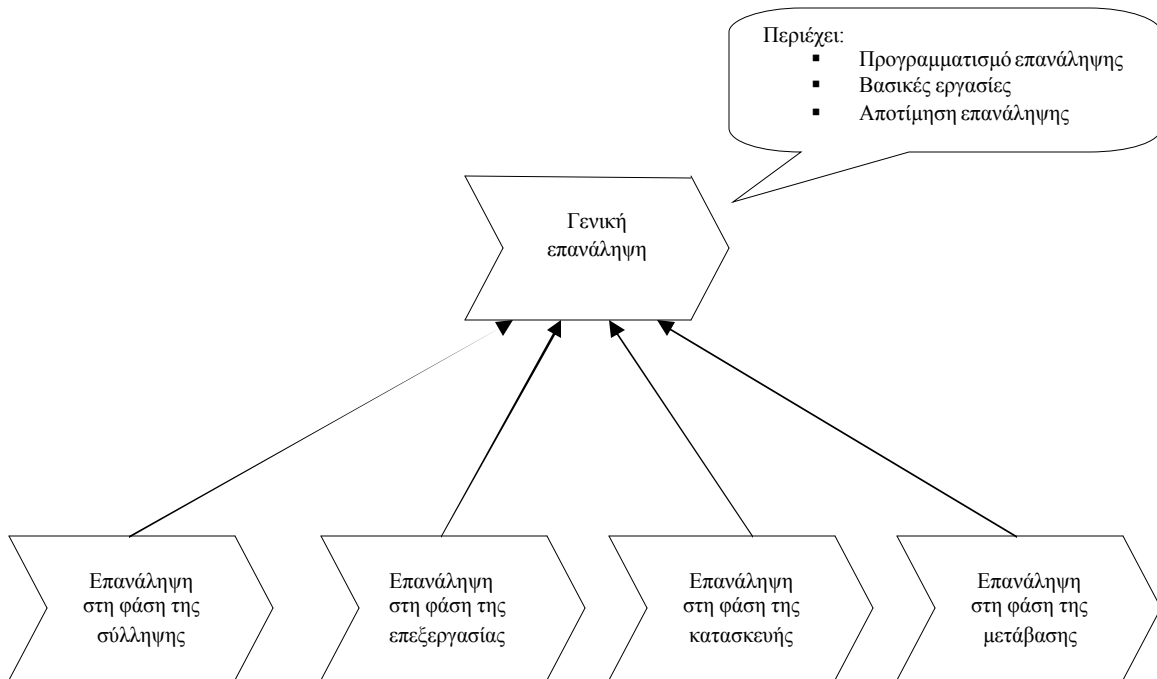 Περιέχει:
▪ Προγραμματισμό επανάληψης
▪ Βασικές εργασίες
▪ Αποτίμηση επανάληψης
Γενική
επανάληψη
Επανάληψη
στη φάση της
σύλληψης
Επανάληψη
στη φάση της
επεξεργασίας
Επανάληψη
στη φάση της
κατασκευής
Επανάληψη
στη φάση της
μετάβασης